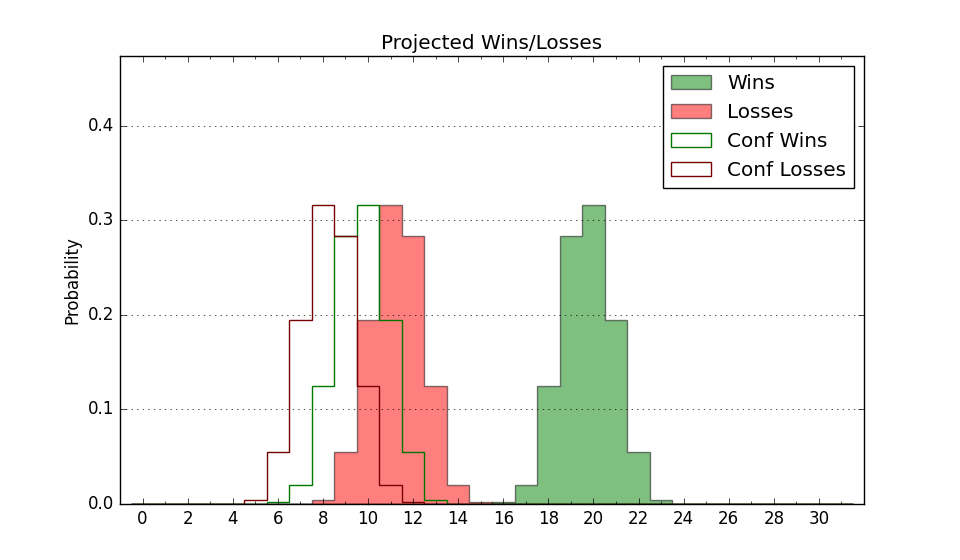 Projected Wins/Losses
Wins
Losses
Conf Wins
Conf Losses
Probability
0.4
0.3
0.2
0.1
0.0
0 2 4 6 8 10 12 14 16 18 20 22 24 26 28 30